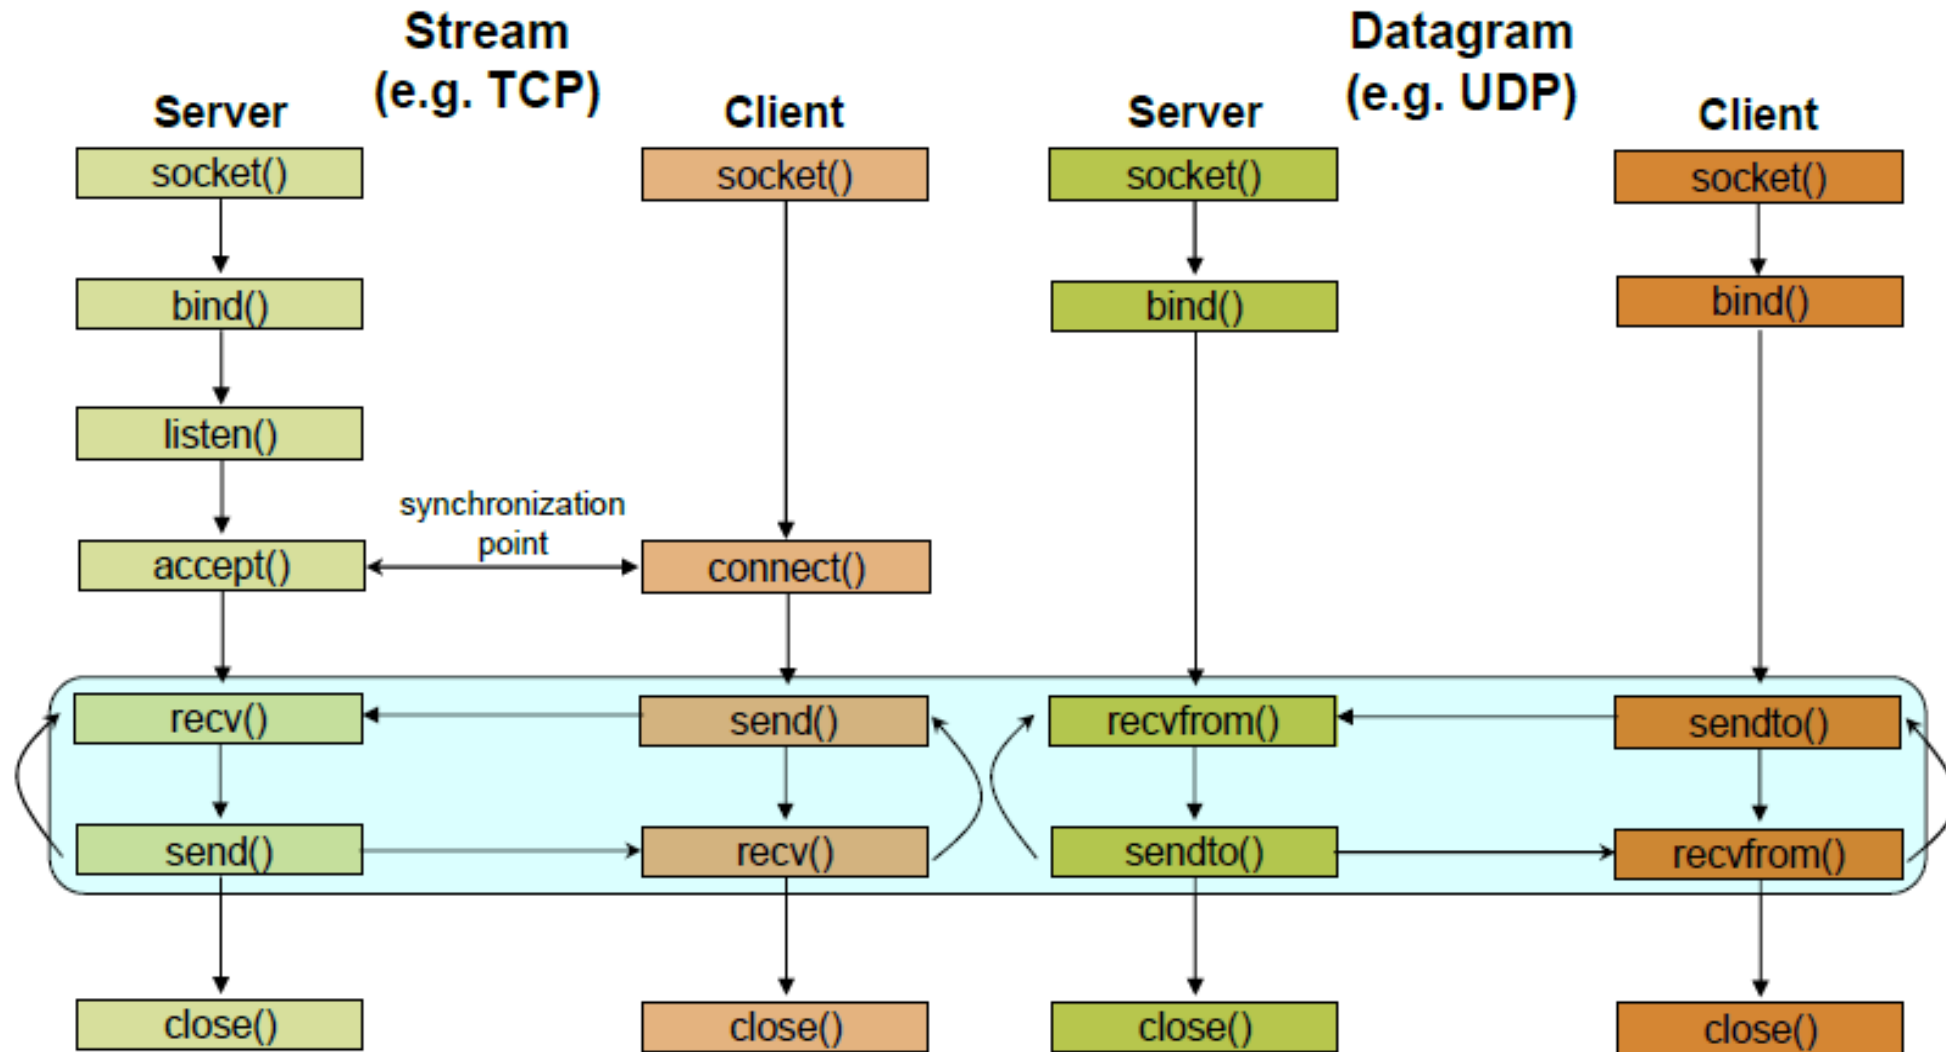 Stream
(e.g. TCP)
Datagram
(e.g. UDP)
Server
Client
Server
Client
socket()
socket()
socket()
socket()
bind()
bind()
bind()
listen()
synchronization
point
accept()
connect()
recv()
send()
recvfrom()
sendto()
send()
recv()
sendto()
recvfrom()
close()
close()
close()
close()